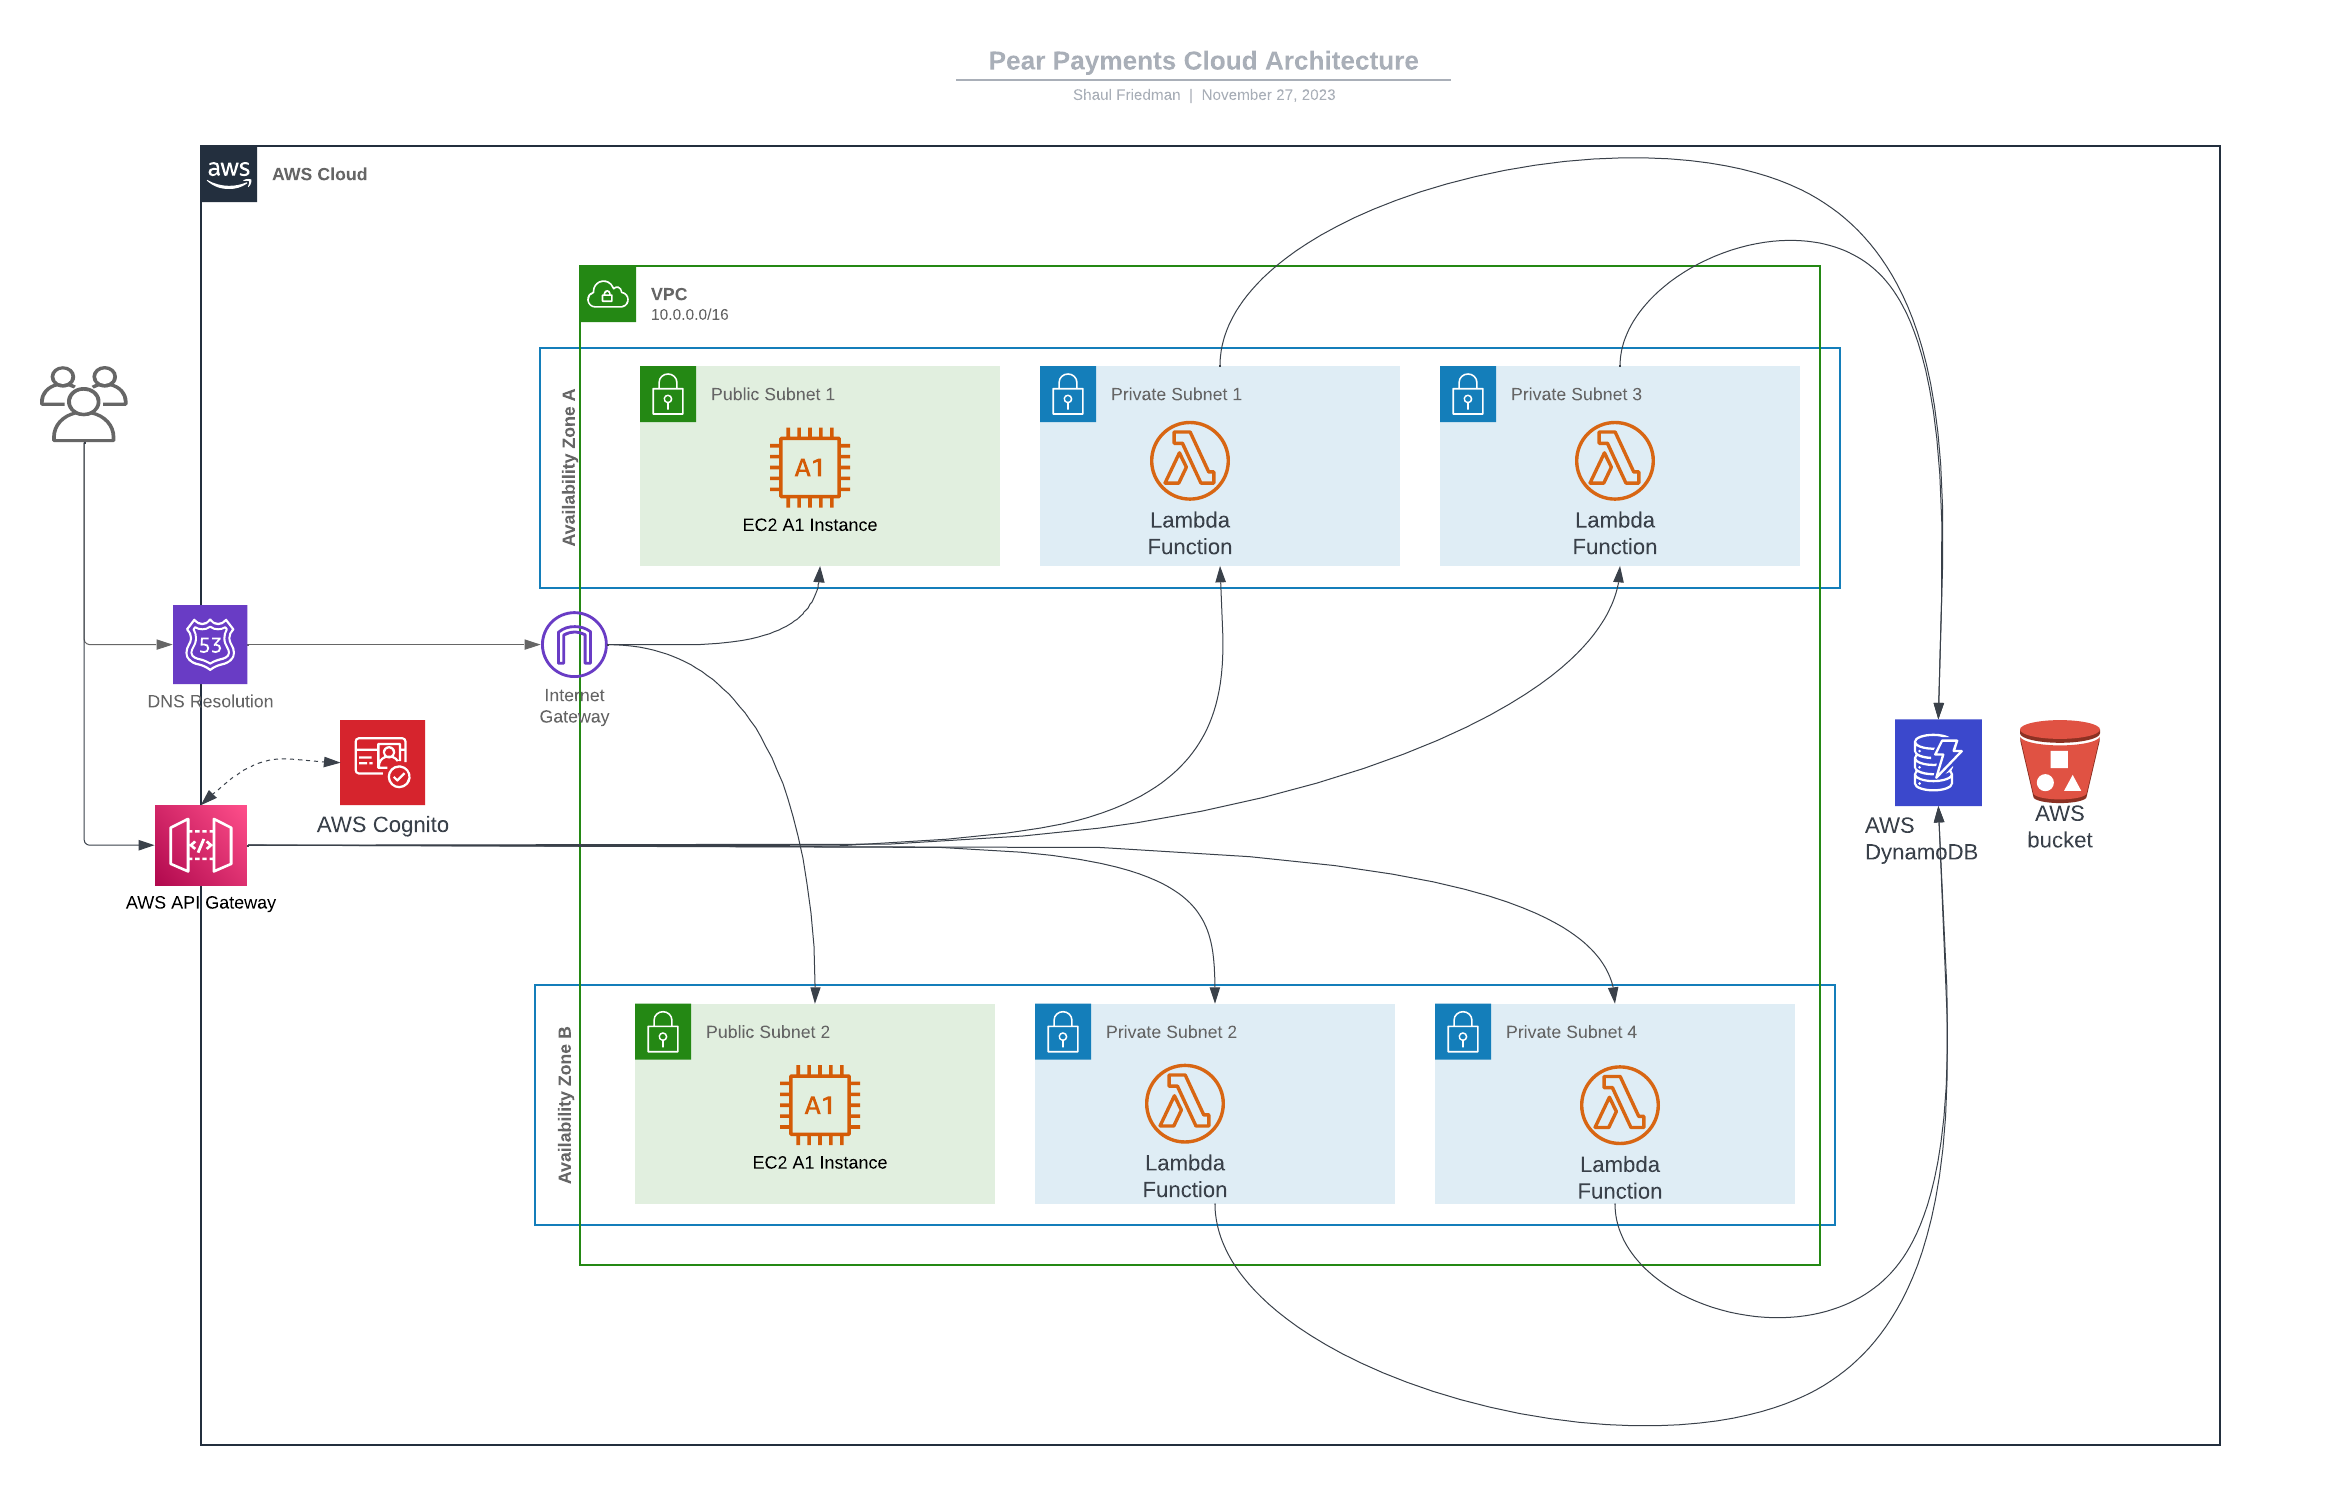 Pear Payments Cloud Architecture
Shaul Friedman | November 27, 2023
aws
AWS Cloud
VPC
10.0.0.0/16
Availability Zone A
Public Subnet 1
A1
EC2 A1 Instance
Private Subnet 1
Lambda
Function
Private Subnet 3
Lambda
Function
53
DNS Resolution
Internet
Gateway
AWS Cognito
</>
AWS API Gateway
AWS
DynamoDB
AWS
bucket
Availability Zone B
Public Subnet 2
A1
EC2 A1 Instance
Private Subnet 2
Lambda
Function
Private Subnet 4
Lambda
Function